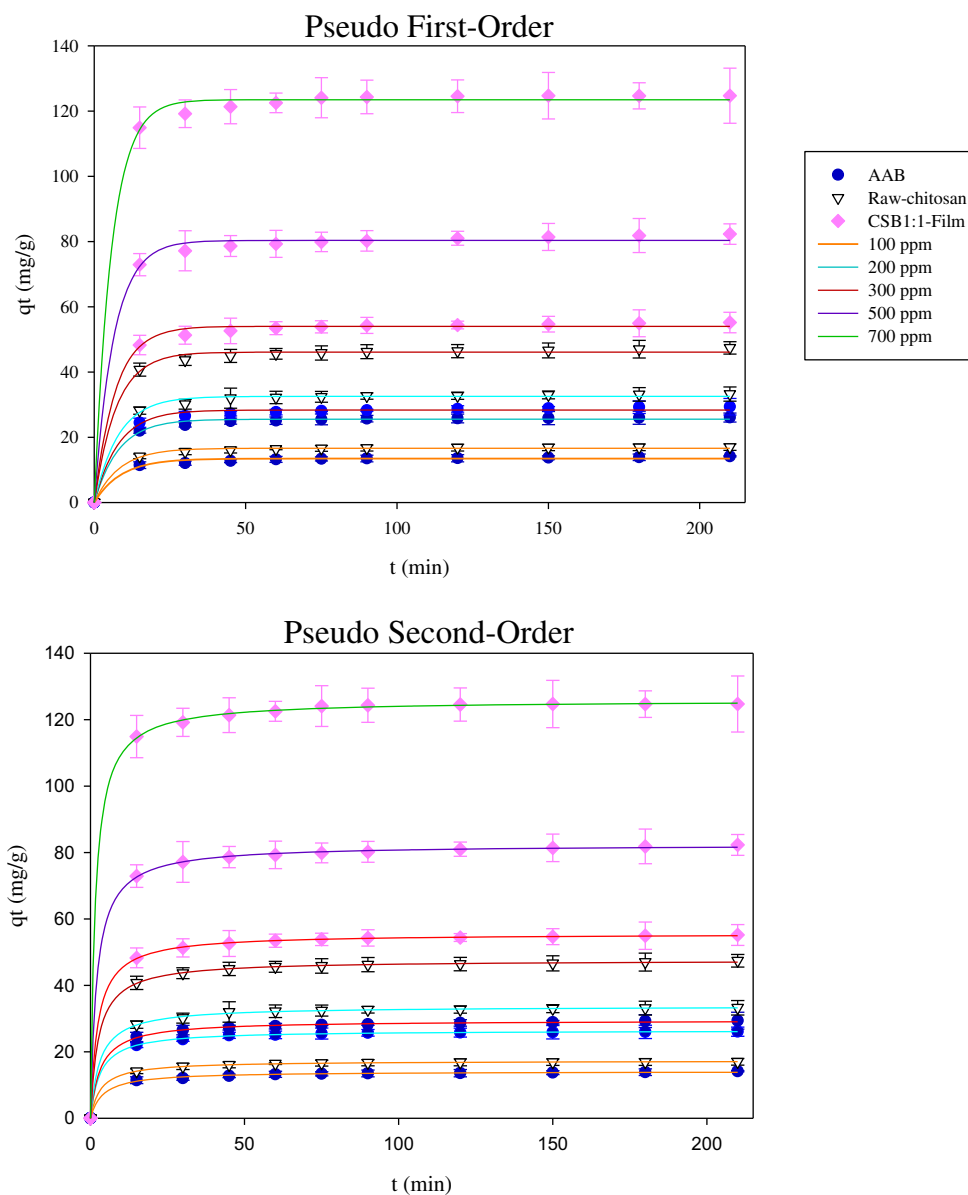 Pseudo First-Order
140
120
100
80
60
40
20
0
qt (mg/g)
0 50 100 150 200
t (min)
AAB
Raw-chitosan
CSB1:1-Film
100 ppm
200 ppm
300 ppm
500 ppm
700 ppm
Pseudo Second-Order
140
120
100
80
60
40
20
0
qt (mg/g)
0 50 100 150 200
t (min)